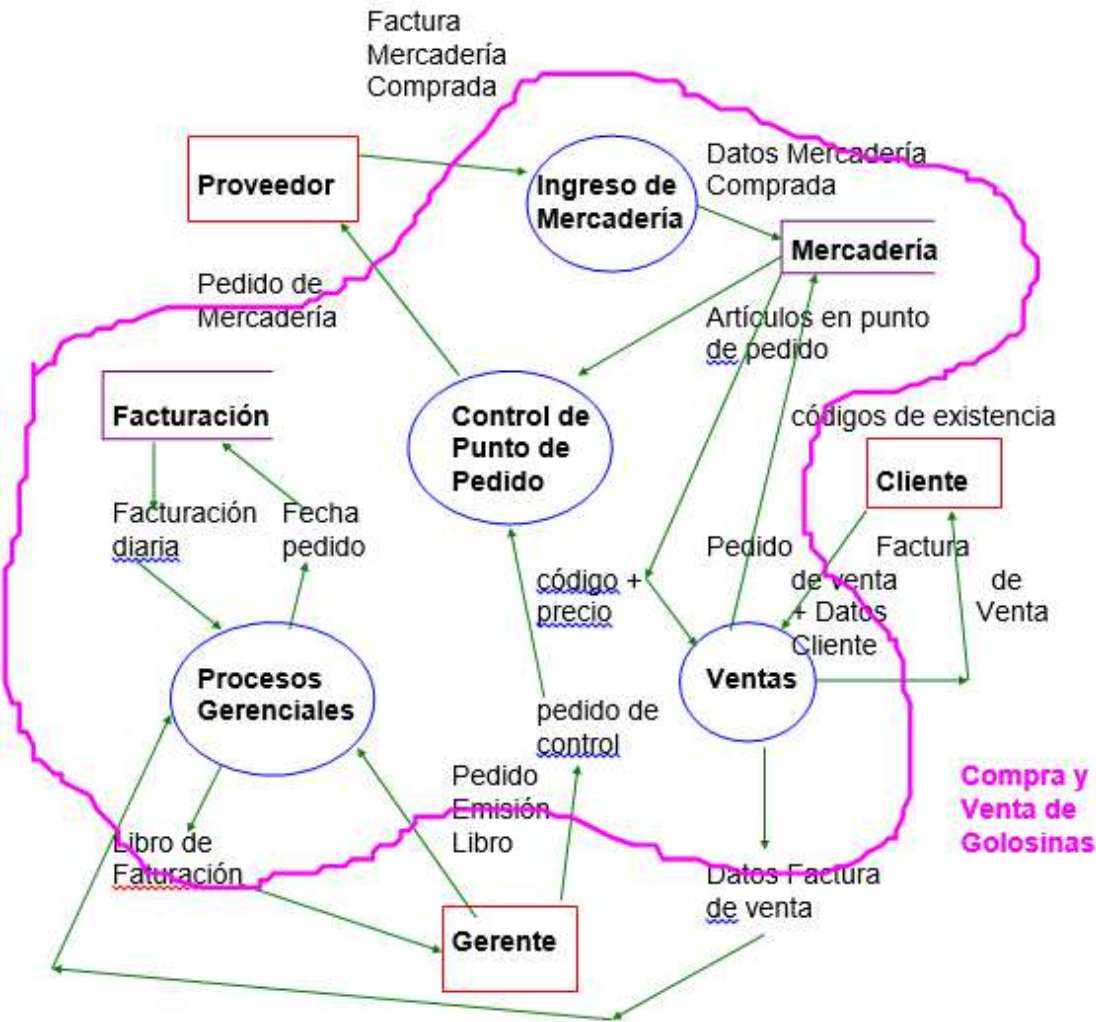 Factura
Mercadería
Comprada
Proveedor
Ingreso de
Mercadería
Datos Mercadería
Comprada
Mercadería
Pedido de
Mercadería
Artículos en punto
de pedido
Facturación
Control de
Punto de
Pedido
códigos de existencia
Cliente
Facturación
diaria
Fecha
pedido
código +
precio
Pedido
de venta
+ Datos
Cliente
Factura
de
Venta
Procesos
Gerenciales
Ventas
pedido de
control
Pedido
Emisión
Libro
Compra y
Venta de
Golosinas
Libro de
Faturación
Datos Factura
de venta
Gerente